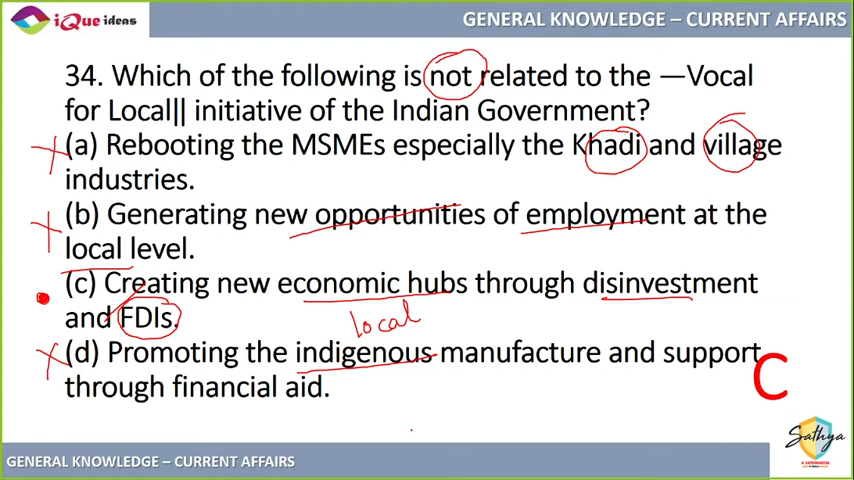 iQue ideas
GENERAL KNOWLEDGE – CURRENT AFFAIRS
34. Which of the following is not related to the —Vocal
for Local|| initiative of the Indian Government?
(a) Rebooting the MSMEs especially the Khadi and village
industries.
(b) Generating new opportunities of employment at the
local level.
(c) Creating new economic hubs through disinvestment
and FDIs.
local
(d) Promoting the indigenous manufacture and support
through financial aid.
C
Sathya
GENERAL KNOWLEDGE – CURRENT AFFAIRS